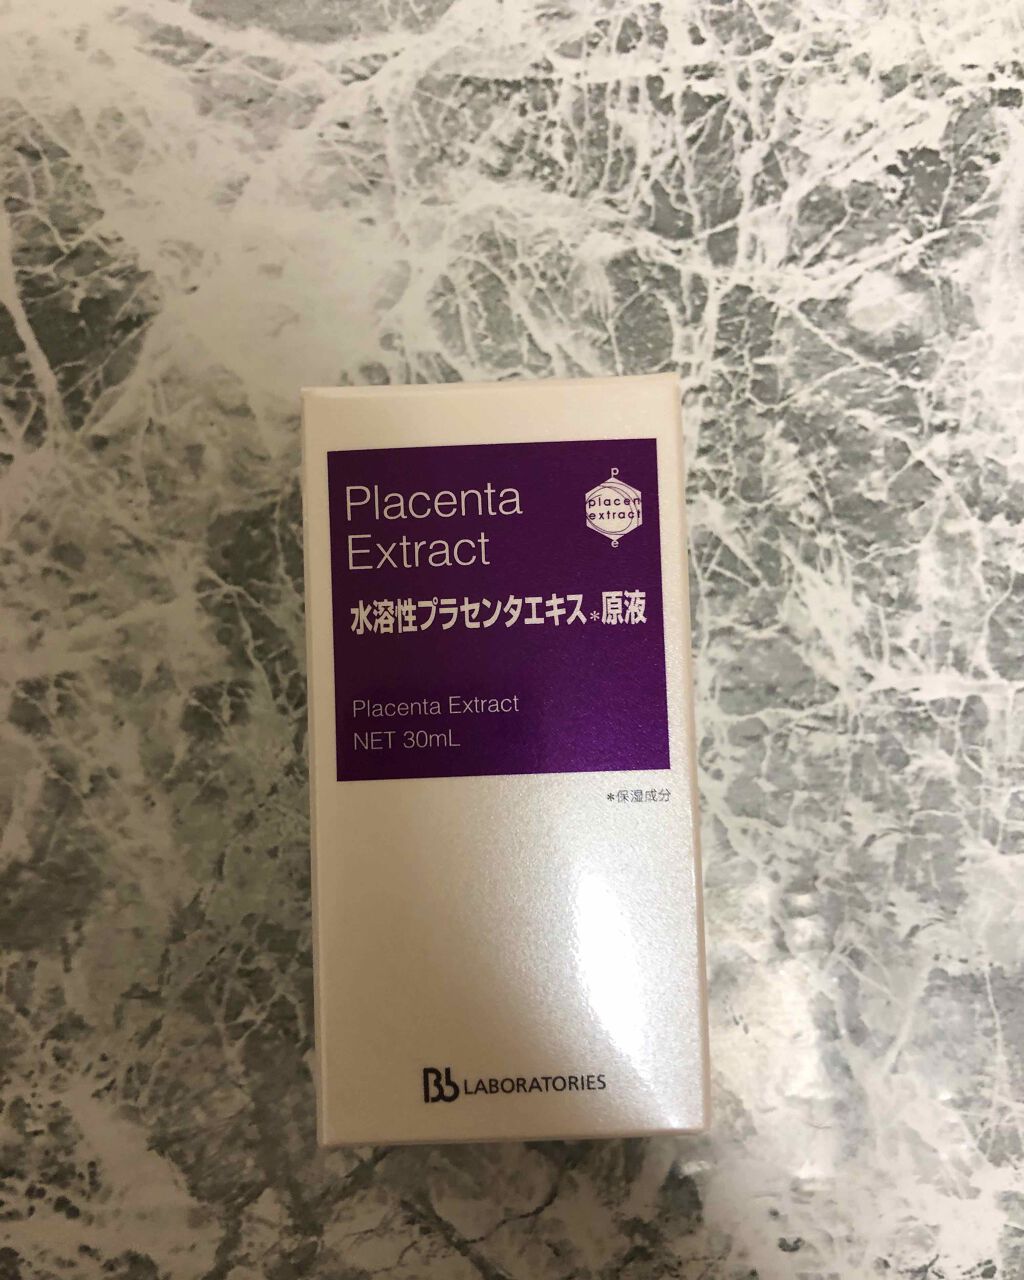 Placenta
Extract
p
placen
extract
e
水溶性プラセンタエキス*原液
Placenta Extract
NET 30mL
*保湿成分
Bb LABORATORIES